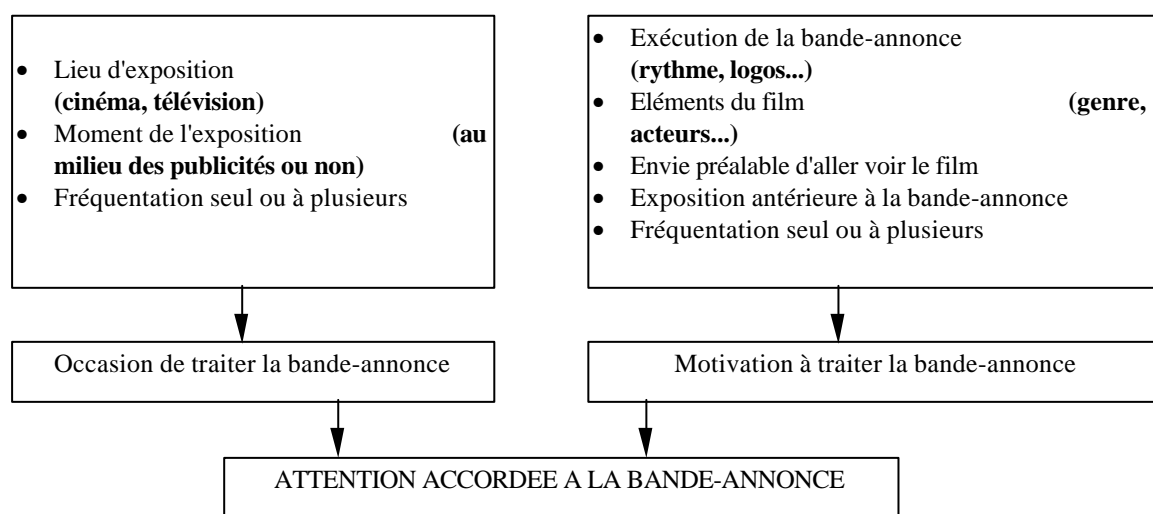 • Lieu d'exposition
(cinéma, télévision)
• Moment de l'exposition (au
milieu des publicités ou non)
• Fréquentation seul ou à plusieurs
• Exécution de la bande-annonce
(rythme, logos...)
• Eléments du film (genre,
acteurs...)
• Envie préalable d'aller voir le film
• Exposition antérieure à la bande-annonce
• Fréquentation seul ou à plusieurs
Occasion de traiter la bande-annonce
Motivation à traiter la bande-annonce
ATTENTION ACCORDEE A LA BANDE-ANNONCE